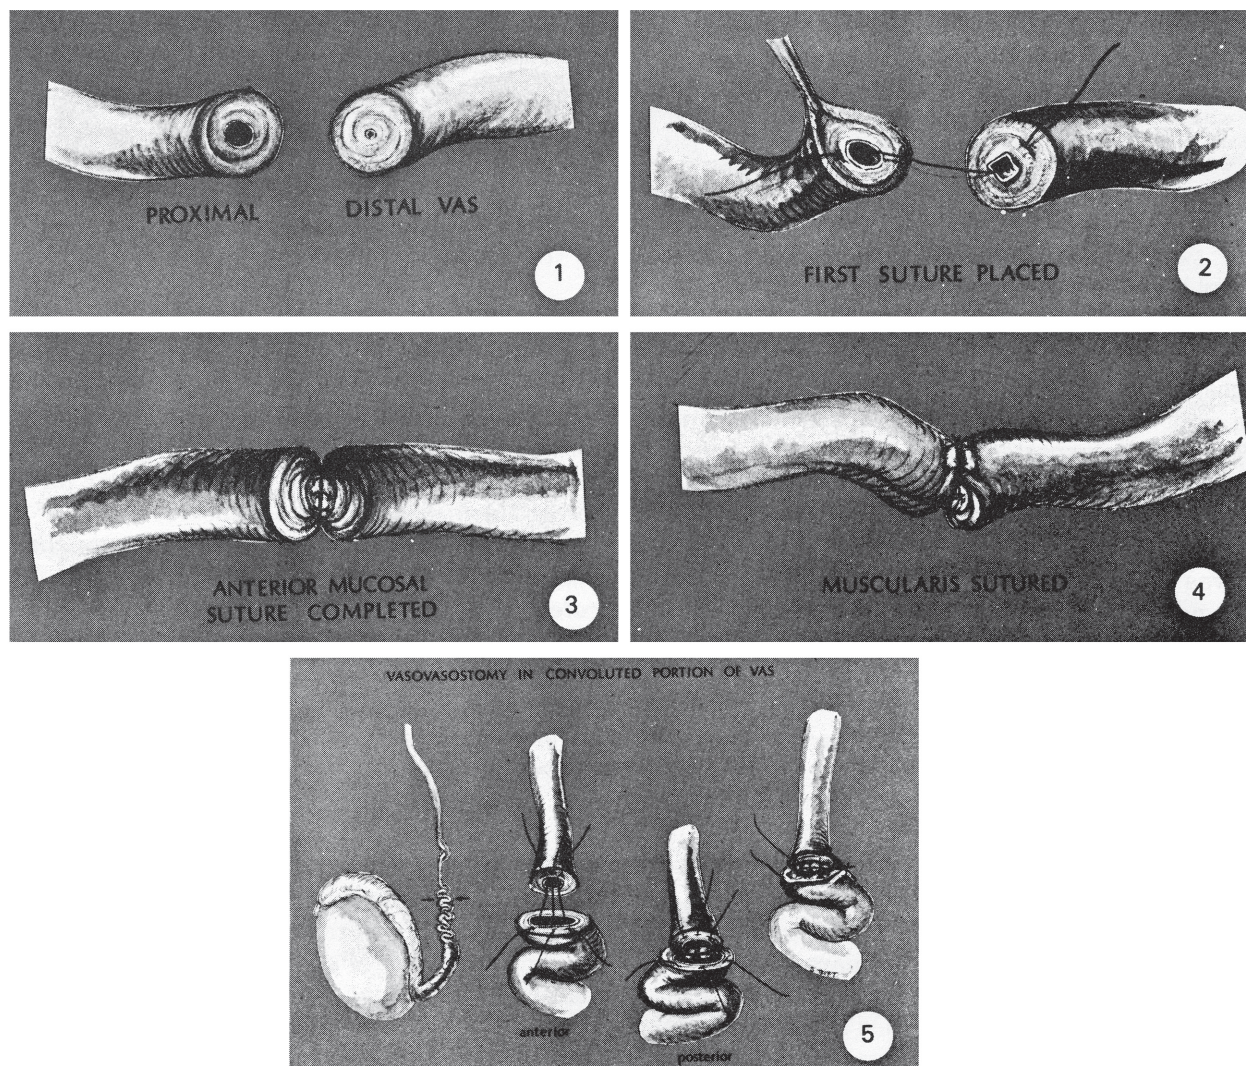 PROXIMAL DISTAL VAS
1
FIRST SUTURE PLACED
2
ANTERIOR MUCOSAL
SUTURE COMPLETED
3
MUSCULARIS SUTURED
4
VASOVASOSTOMY IN CONVOLUTED PORTION OF VAS
anterior
posterior
5